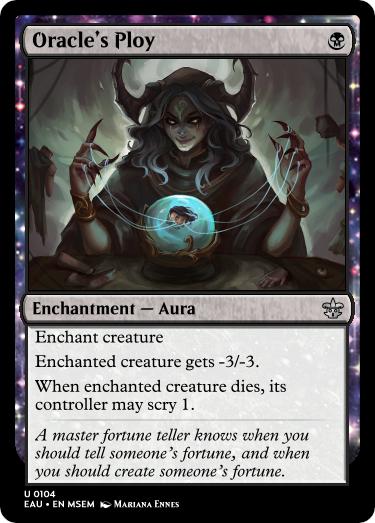 Oracle's Ploy
Enchantment — Aura
Enchant creature
Enchanted creature gets -3/-3.
When enchanted creature dies, its
controller may scry 1.
A master fortune teller knows when you
should tell someone's fortune, and when
you should create someone's fortune.
U 0104
EAU • EN MSEM Mariana Ennes